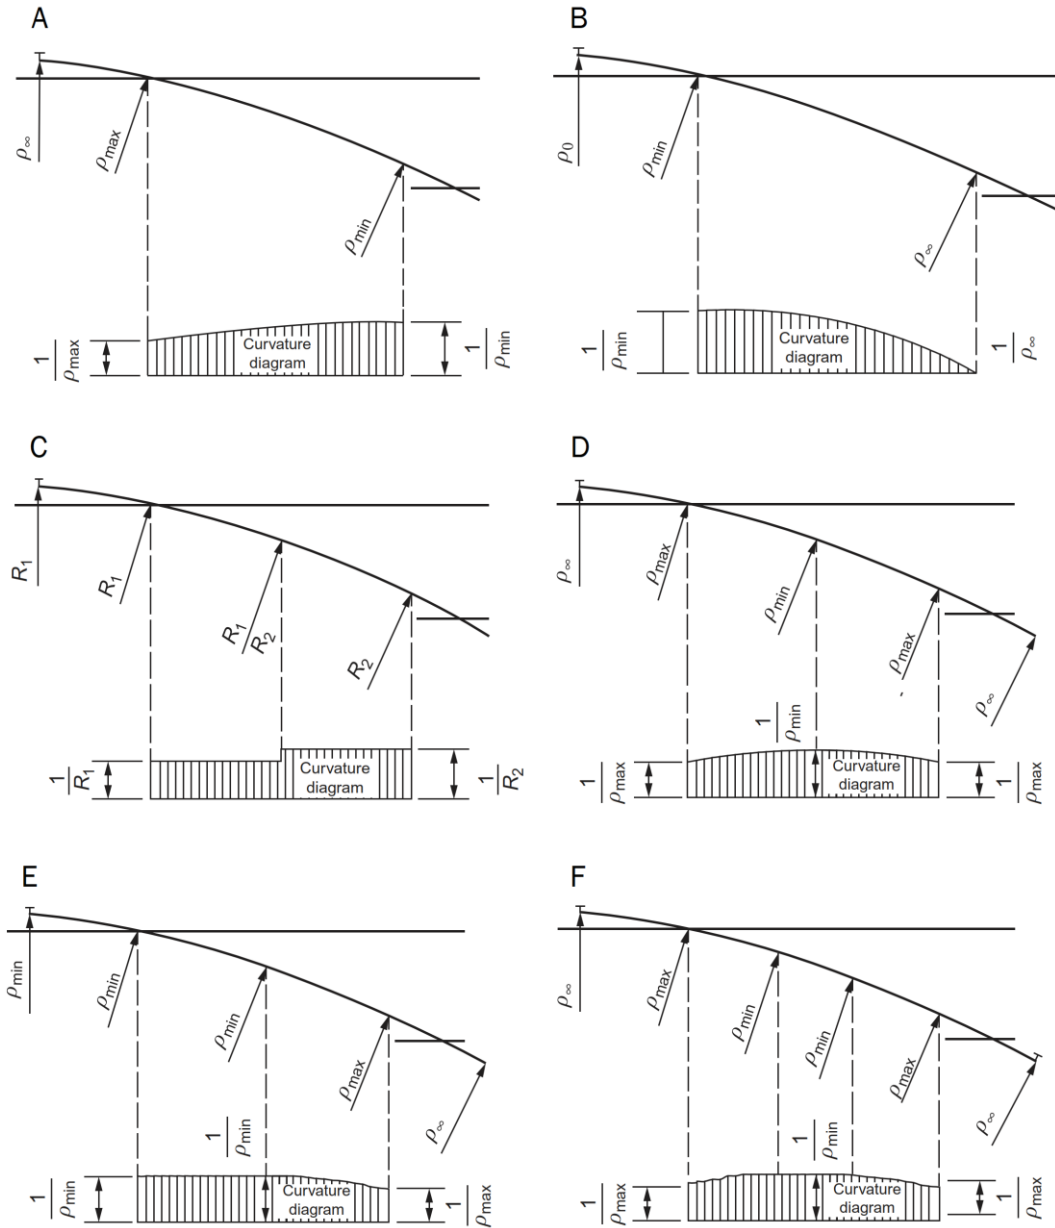 A
ρ∞
ρmax
ρmin
1
ρmax
Curvature
diagram
1
ρmin
B
ρ0
ρmin
ρ∞
1
ρmin
Curvature
diagram
1
ρ∞
C
R1
R1
R1
R2
R2
1
R1
Curvature
diagram
1
R2
D
ρ∞
ρmax
ρmin
ρmax
ρ∞
1
ρmin
1
ρmax
Curvature
diagram
1
ρmax
E
ρmin
ρmin
ρmin
ρmax
ρ∞
1
ρmin
1
ρmin
Curvature
diagram
1
ρmax
F
ρ∞
ρmax
ρmin
ρmin
ρmax
ρ∞
1
ρmin
1
ρmax
Curvature
diagram
1
ρmax